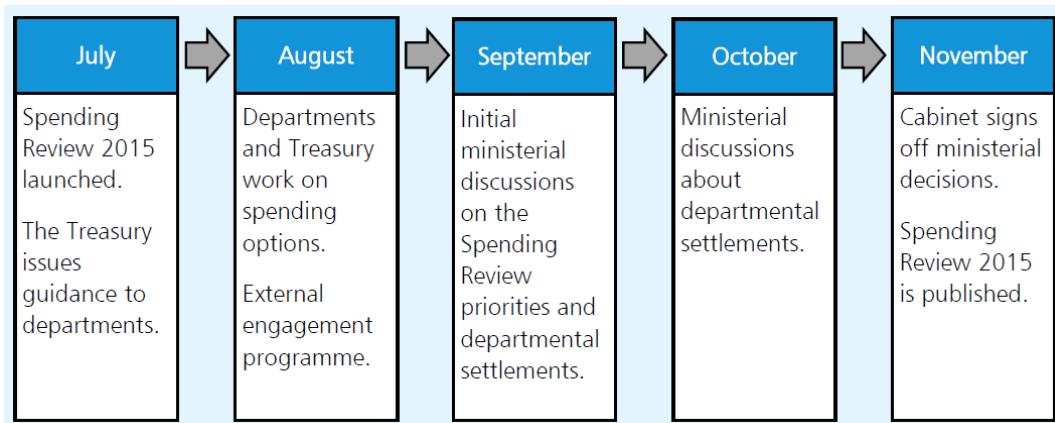 July
Spending
Review 2015
launched.
The Treasury
issues
guidance to
departments.
August
Departments
and Treasury
work on
spending
options.
External
engagement
programme.
September
Initial
ministerial
discussions
on the
Spending
Review
priorities and
departmental
settlements.
October
Ministerial
discussions
about
departmental
settlements.
November
Cabinet signs
off ministerial
decisions.
Spending
Review 2015
is published.